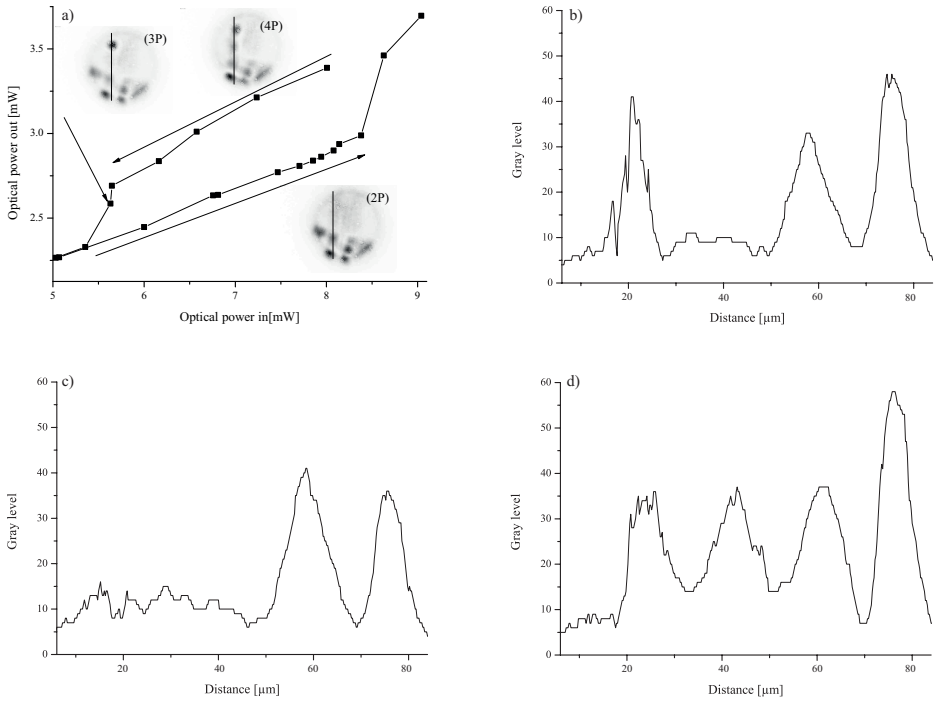 a)
(3P)
(4P)
(2P)
3.5
3.0
2.5
Optical power out [mW]
5
6
7
8
9
Optical power in[mW]
b)
60
50
40
30
20
10
0
Gray level
20
40
60
80
Distance [µm]
c)
60
50
40
30
20
10
0
Gray level
20
40
60
80
Distance [µm]
d)
60
50
40
30
20
10
0
Gray level
20
40
60
80
Distance [µm]